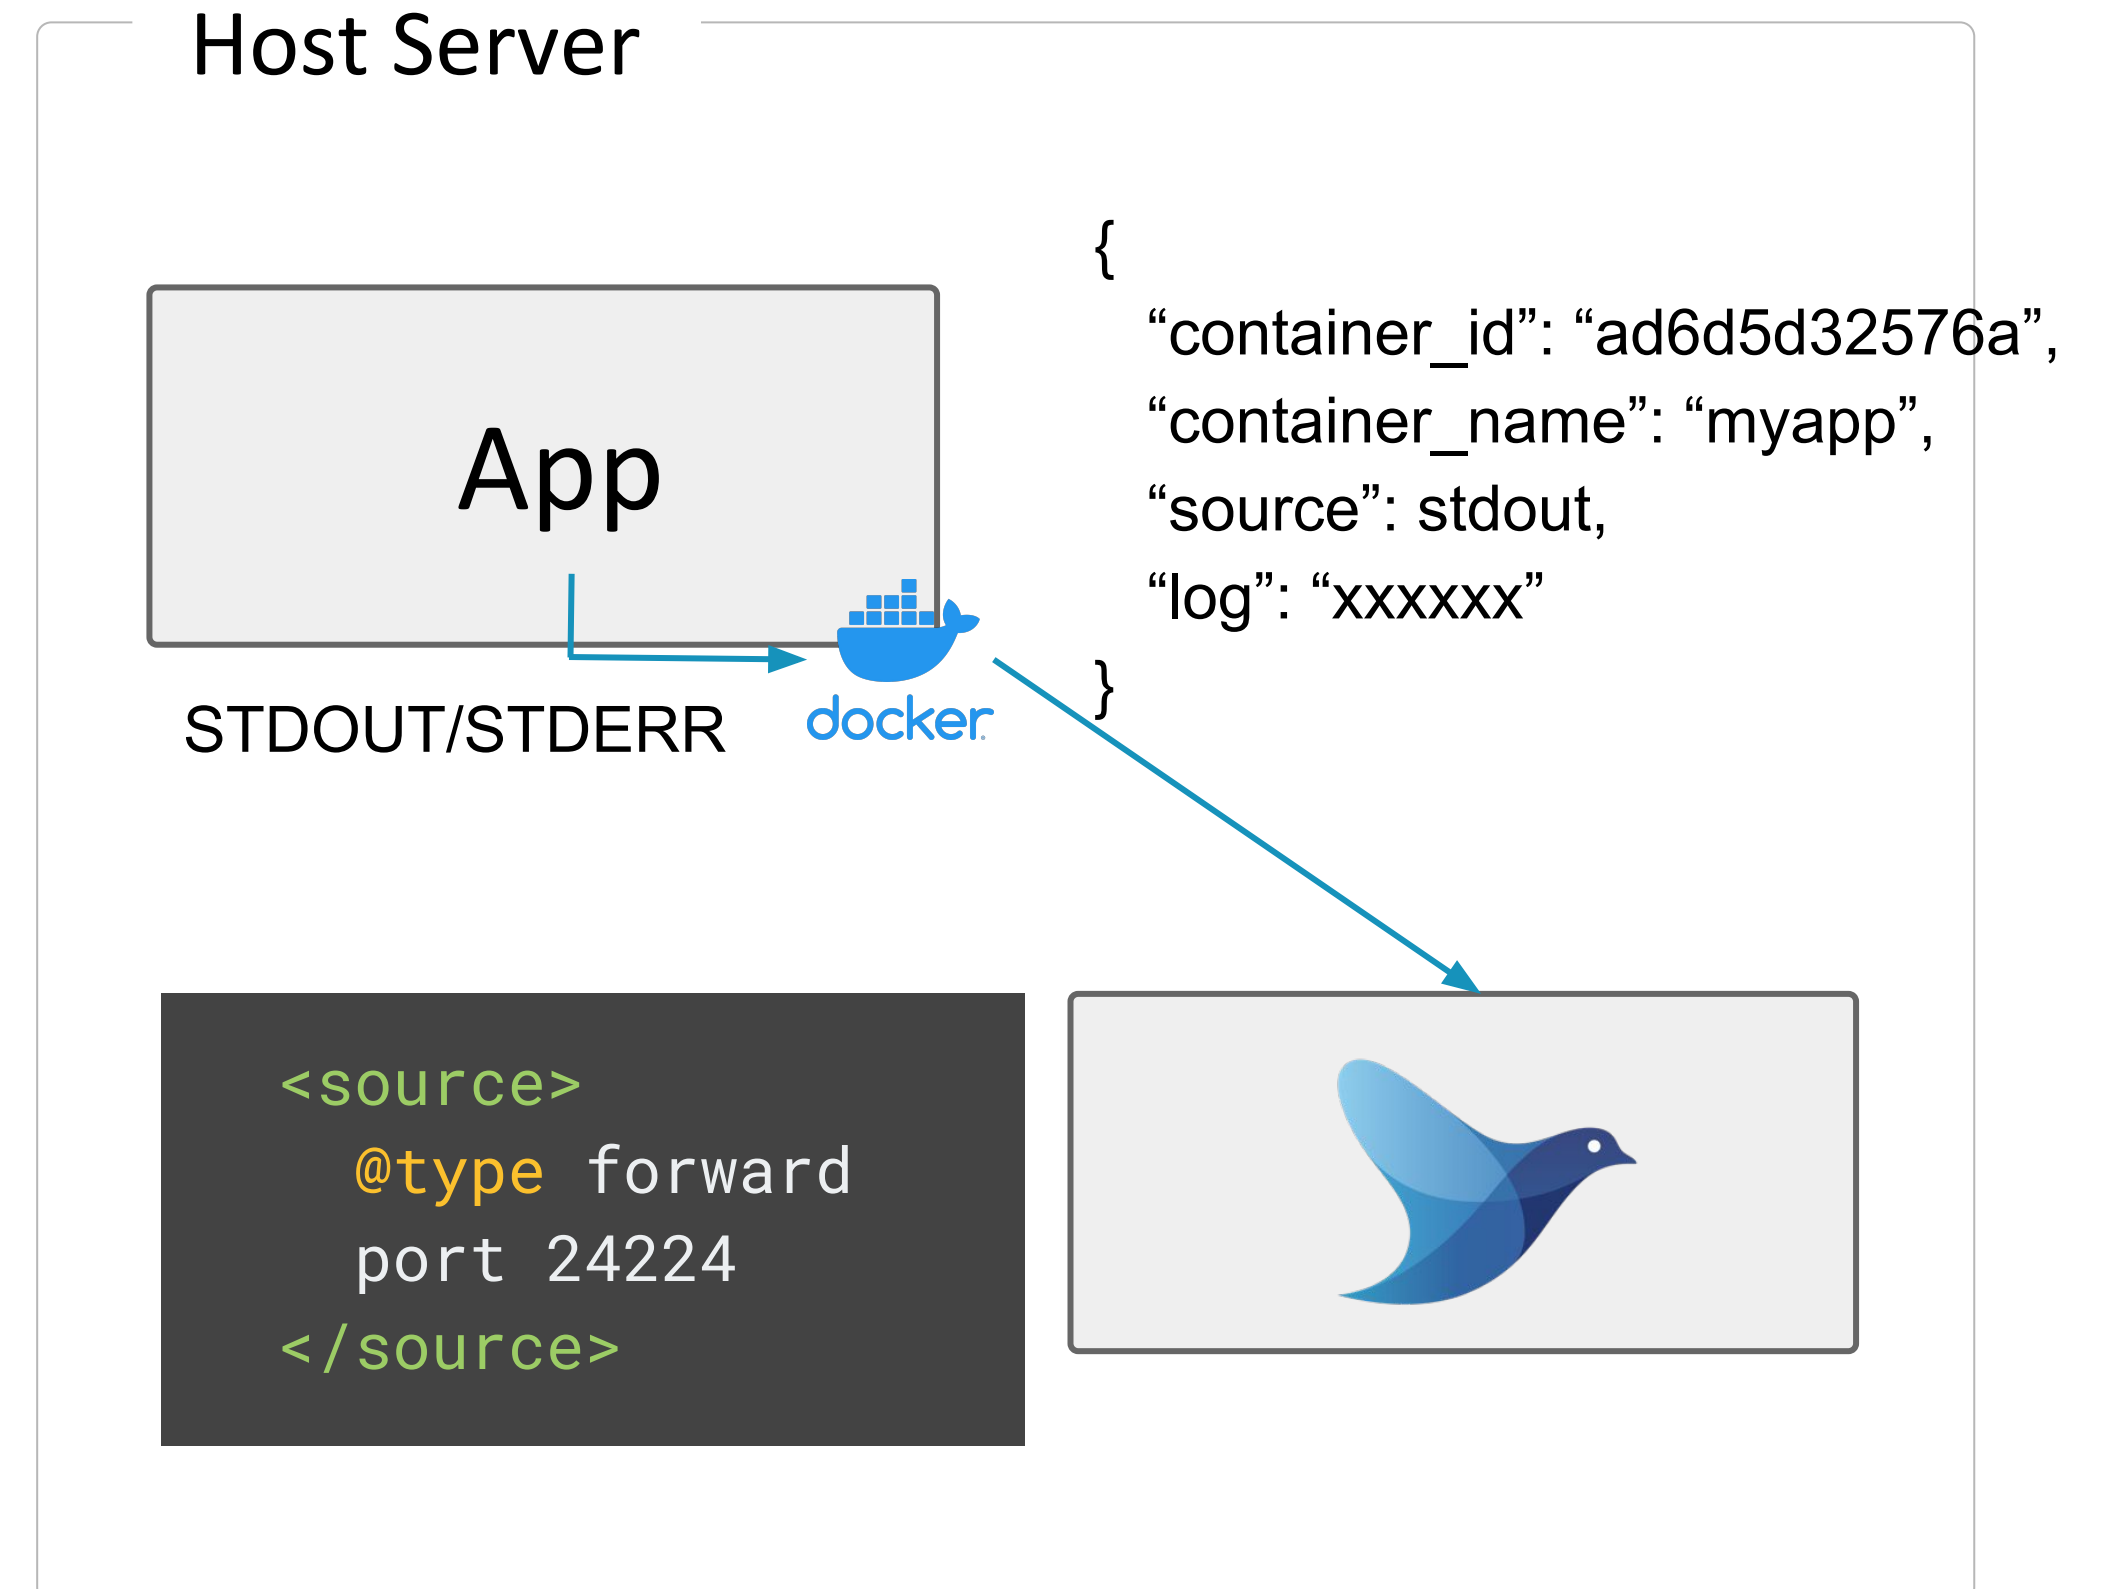 Host Server
{
“container_id”: “ad6d5d32576a”,
“container_name”: “myapp”,
“source”: stdout,
“log”: “xxxxxx”
}
App
STDOUT/STDERR
docker
<source>
@type forward
port 24224
</source>